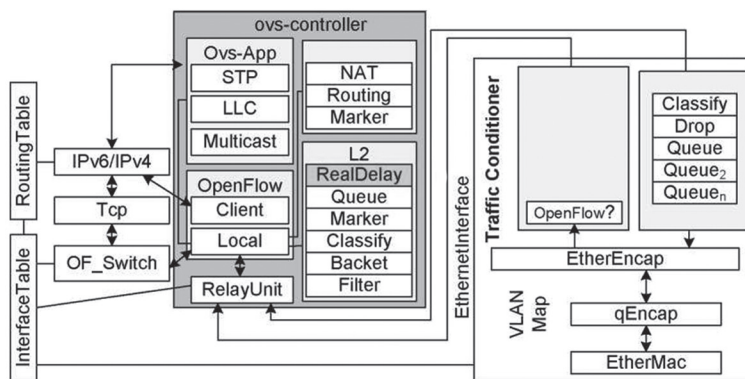 ovs-controller
Ovs-App
STP
LLC
Multicast
NAT
Routing
Marker
RoutingTable
IPv6/IPv4
Tcp
OF_Switch
InterfaceTable
OpenFlow
Client
Local
RelayUnit
L2
RealDelay
Queue
Marker
Classify
Backet
Filter
EthernetInterface
Traffic Conditioner
OpenFlow?
Classify
Drop
Queue
Queue2
Queuen
EtherEncap
VLAN
Map
qEncap
EtherMac